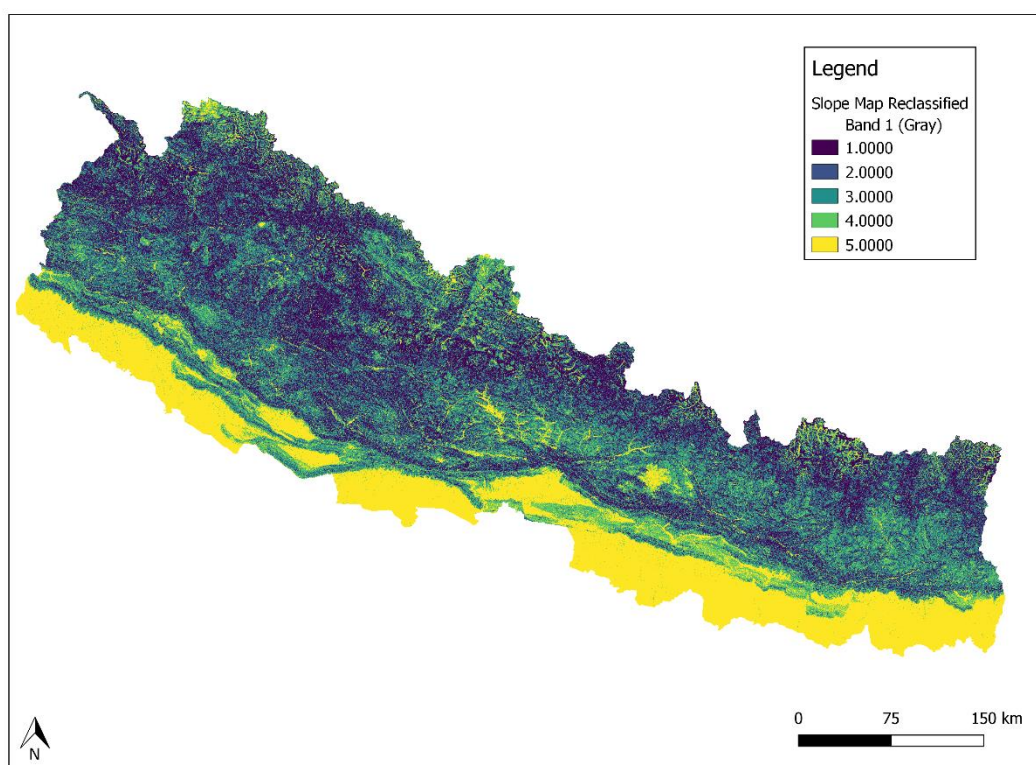 Legend
Slope Map Reclassified
Band 1 (Gray)
1.0000
2.0000
3.0000
4.0000
5.0000
N
0 75 150 km